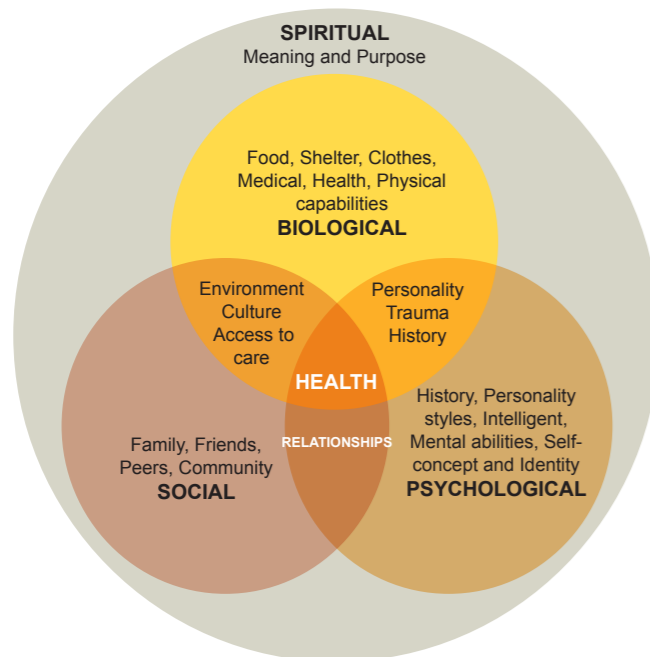 SPIRITUAL
Meaning and Purpose
Food, Shelter, Clothes,
Medical, Health, Physical
capabilities
BIOLOGICAL
Environment
Culture
Access to
care
Personality
Trauma
History
HEALTH
RELATIONSHIPS
Family, Friends,
Peers, Community
SOCIAL
History, Personality
styles, Intelligent,
Mental abilities, Self-
concept and Identity
PSYCHOLOGICAL